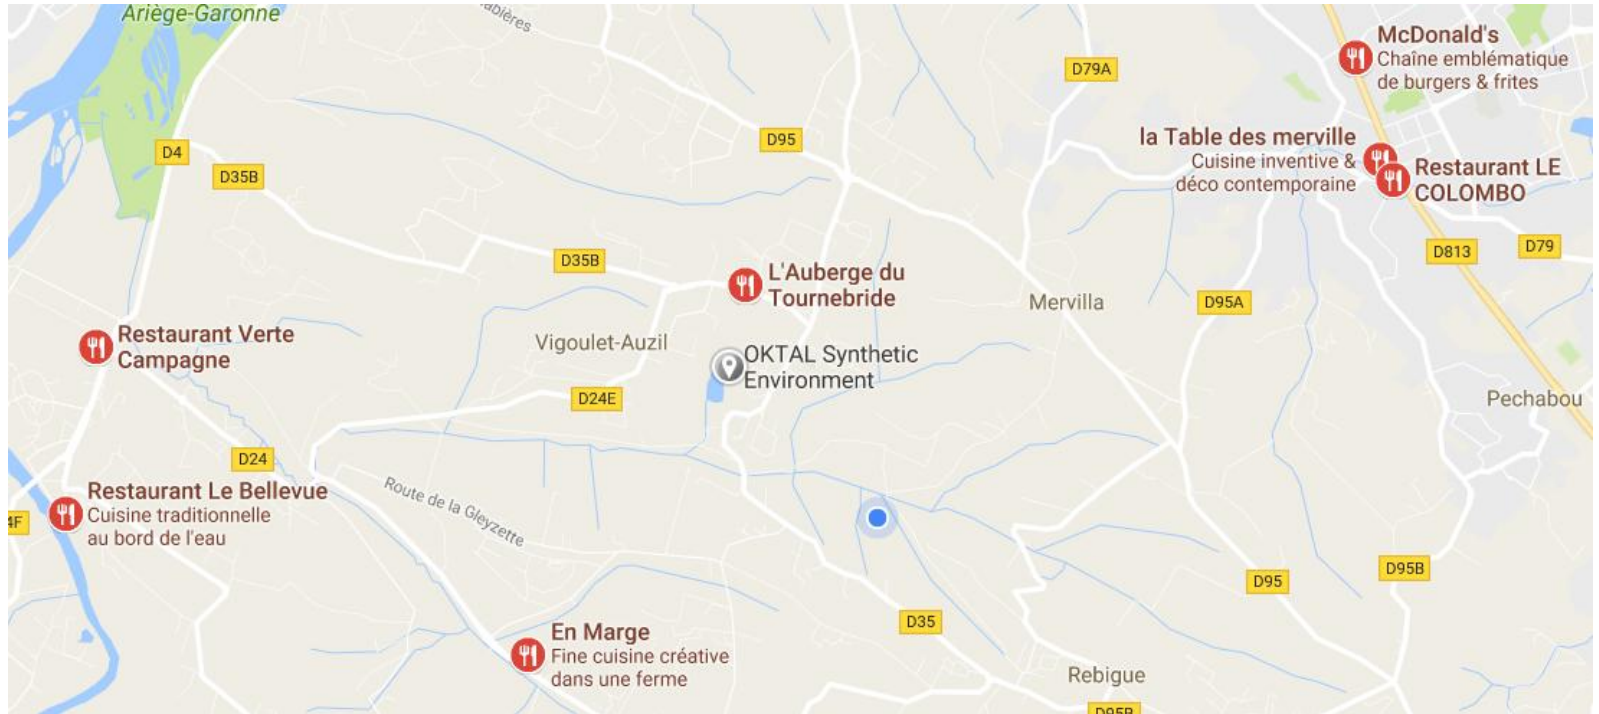 Ariège-Garonne
McDonald's
Chaîne emblématique
de burgers & frites
D79A
D95
la Table des merville
Cuisine inventive &
déco contemporaine
Restaurant LE
COLOMBO
D4
D35B
D813
D79
D35B
L'Auberge du
Tournebride
Mervilla
D95A
Restaurant Verte
Campagne
Vigoulet-Auzil
OKTAL Synthetic
Environment
D24E
Pechabou
D24
Restaurant Le Bellevue
Cuisine traditionnelle
au bord de l'eau
Route de la Gleyzette
D95
D95B
D35
En Marge
Fine cuisine créative
dans une ferme
Rebigue
D95B